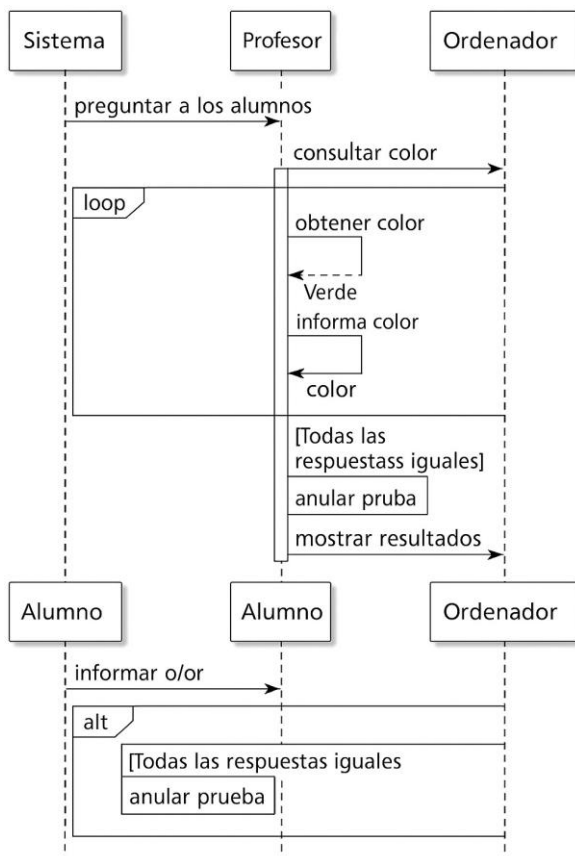 Sistema
Profesor
Ordenador
preguntar a los alumnos
consultar color
loop
obtener color
Verde
informa color
color
[Todas las
respuestass iguales]
anular pruba
mostrar resultados
Alumno
Alumno
Ordenador
informar o/or
alt
[Todas las respuestas iguales
anular prueba